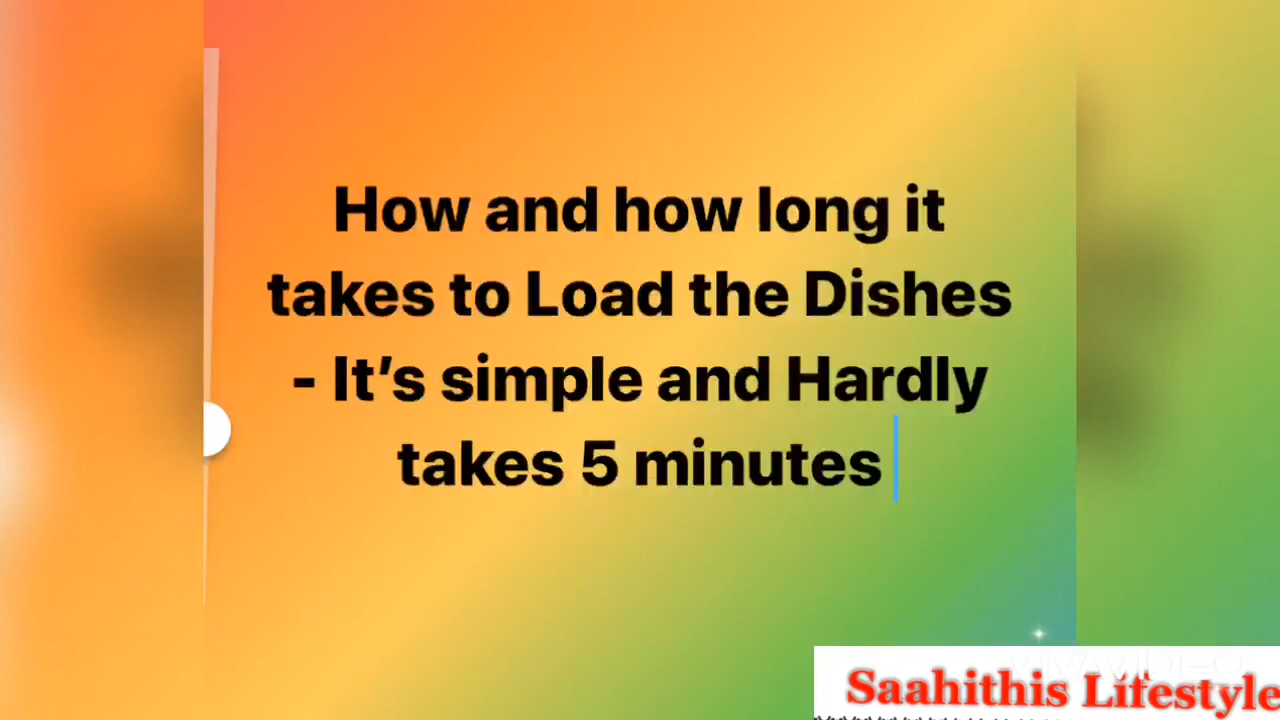 How and how long it
takes to Load the Dishes
- It’s simple and Hardly
takes 5 minutes
VIVAVIDEO
Saahithis Lifestyle